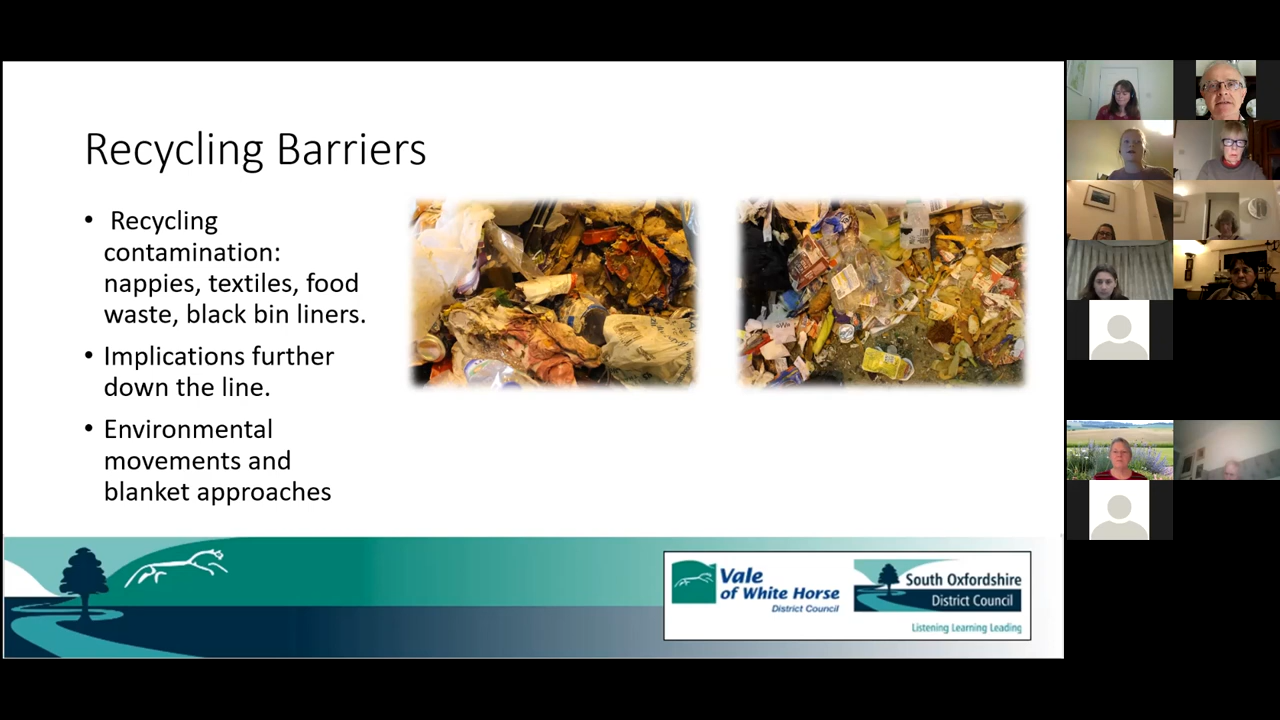 Recycling Barriers
• Recycling
contamination:
nappies, textiles, food
waste, black bin liners.
• Implications further
down the line.
• Environmental
movements and
blanket approaches
Vale
of White Horse
District Council
South Oxfordshire
District Council
Listening Learning Leading